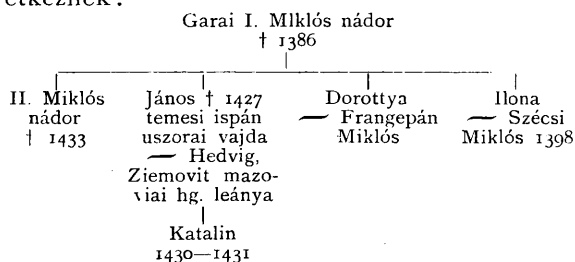 etkeznek:
Garai I. Mlklós nádor
† 1386
II. Miklós
nádor
† 1433
János † 1427
temesi ispán
uszorai vajda
— Hedvig,
Ziemovit mazo-
viai hg. leánya
Katalin
1430—1431
Dorottya
— Frangepán
Miklós
Ilona
— Szécsi
Miklós 1398